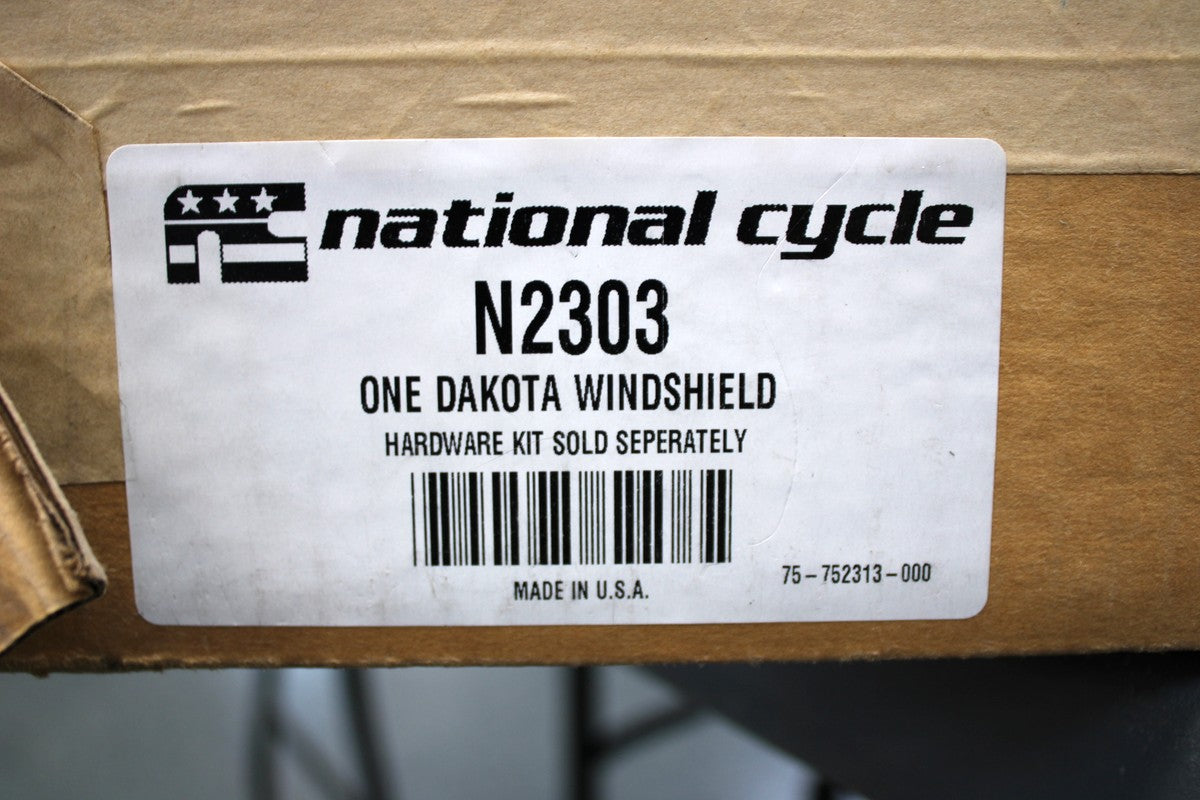 national cycle
N2303
ONE DAKOTA WINDSHIELD
HARDWARE KIT SOLD SEPERATELY
MADE IN U.S.A.
75-752313-000